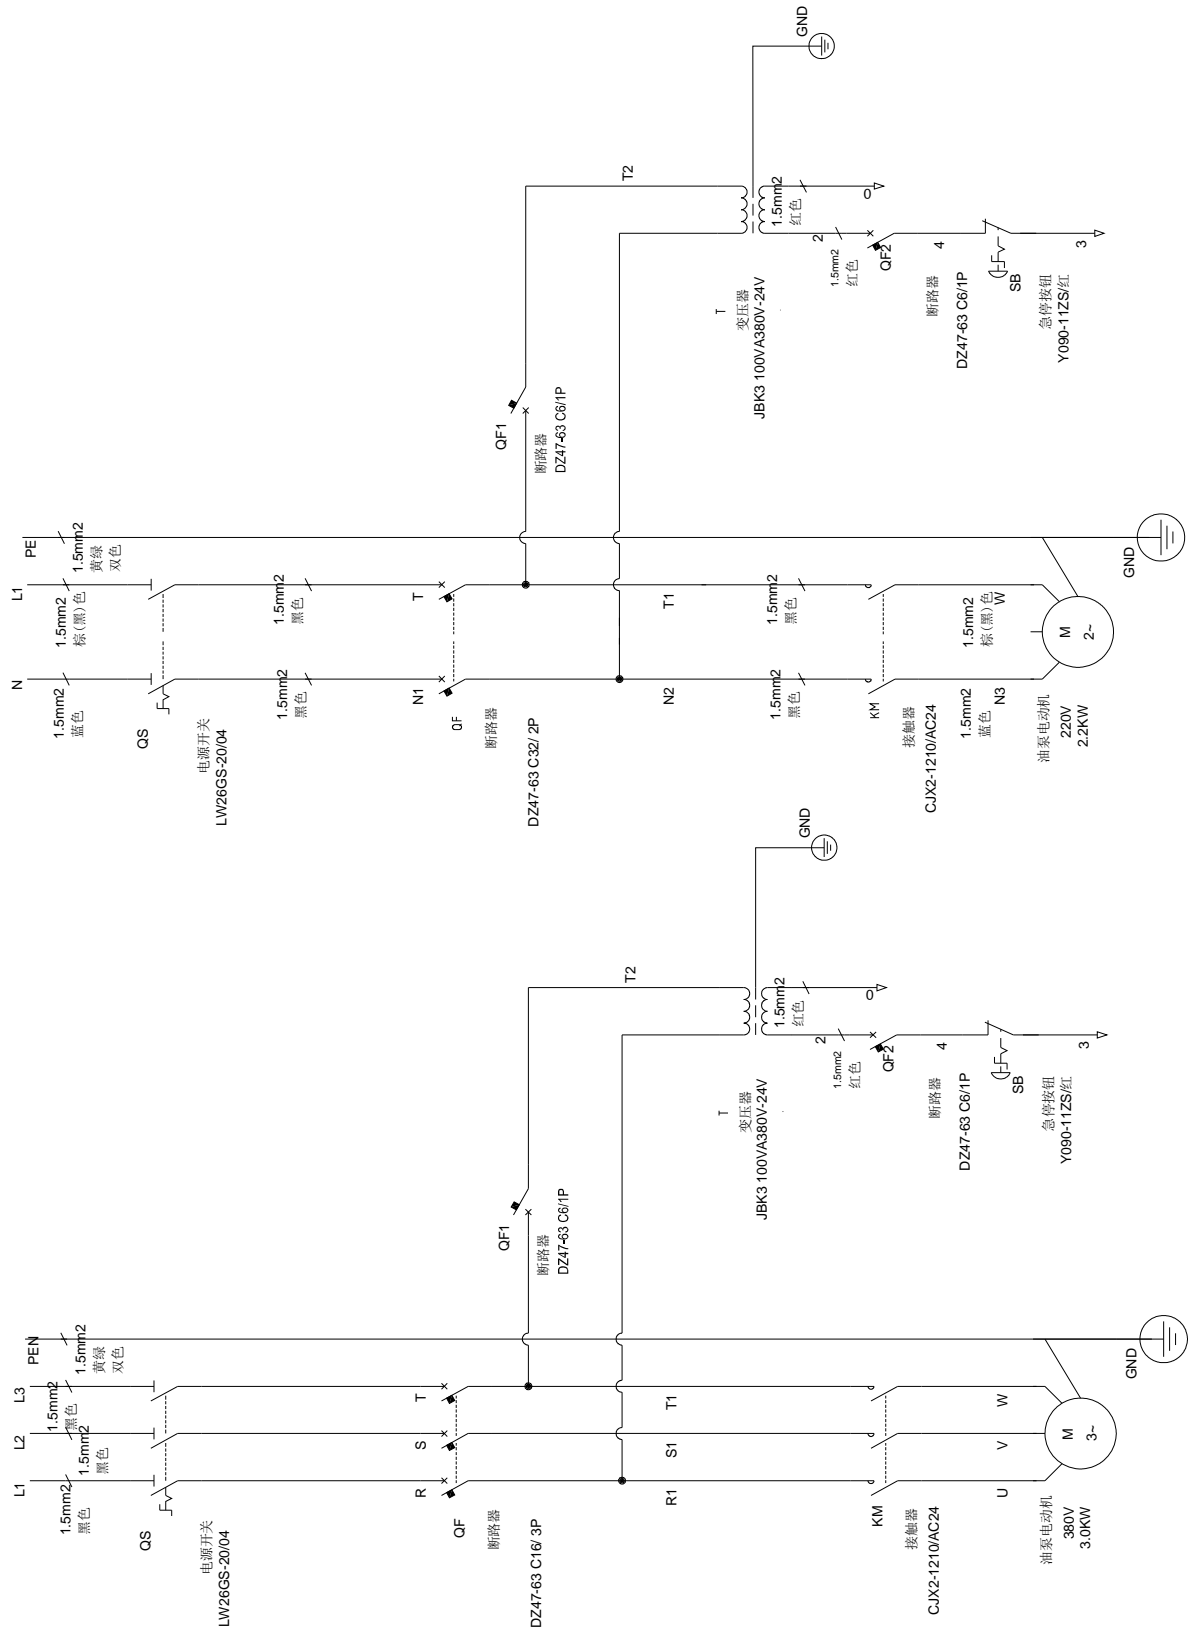 PE
1.5mm2
黄绿
双色
L1
1.5mm2
棕(黑)色
N
1.5mm2
蓝色
QS
电源开关
LW26GS-20/04
1.5mm2
黑色
1.5mm2
黑色
T
N1
QF
断路器
DZ47-63 C32/ 2P
QF1
断路器
DZ47-63 C6/1P
T2
T1
N2
1.5mm2
黑色
1.5mm2
黑色
KM
接触器
CJX2-1210/AC24
1.5mm2
棕(黑)色
W
1.5mm2
蓝色
N3
M
2~
油泵电动机
220V
2.2KW
GND
T
变压器
JBK3 100VA380V-24V
GND
1.5mm2
红色
0
2
1.5mm2
红色
QF2
4
断路器
DZ47-63 C6/1P
SB
3
急停按钮
Y090-11ZS/红
PEN
1.5mm2
黄绿
双色
L3
1.5mm2
黑色
L2
1.5mm2
黑色
L1
1.5mm2
黑色
QS
电源开关
LW26GS-20/04
T
S
R
QF
断路器
DZ47-63 C16/ 3P
QF1
断路器
DZ47-63 C6/1P
T2
T1
S1
R1
KM
接触器
CJX2-1210/AC24
W
V
U
M
3~
油泵电动机
380V
3.0KW
GND
T
变压器
JBK3 100VA380V-24V
GND
1.5mm2
红色
0
2
1.5mm2
红色
QF2
4
断路器
DZ47-63 C6/1P
SB
3
急停按钮
Y090-11ZS/红